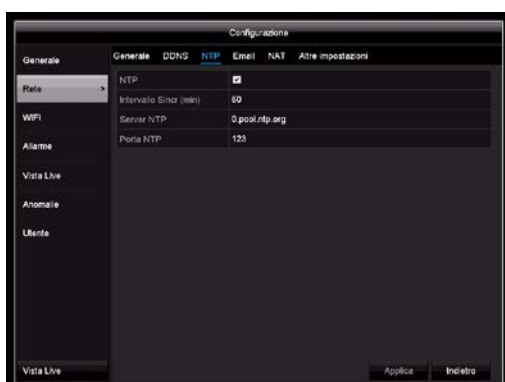 Configurazione
Generale
Rete
WIFI
Allarme
Vista Live
Anomalie
Utente
Vista Live
Generale DDNS NTP Email NAT Altre impostazioni
NTP
Intervallo Sincr (min) 60
Server NTP 0.pool.ntp.org
Porta NTP 123
Applica Indietro